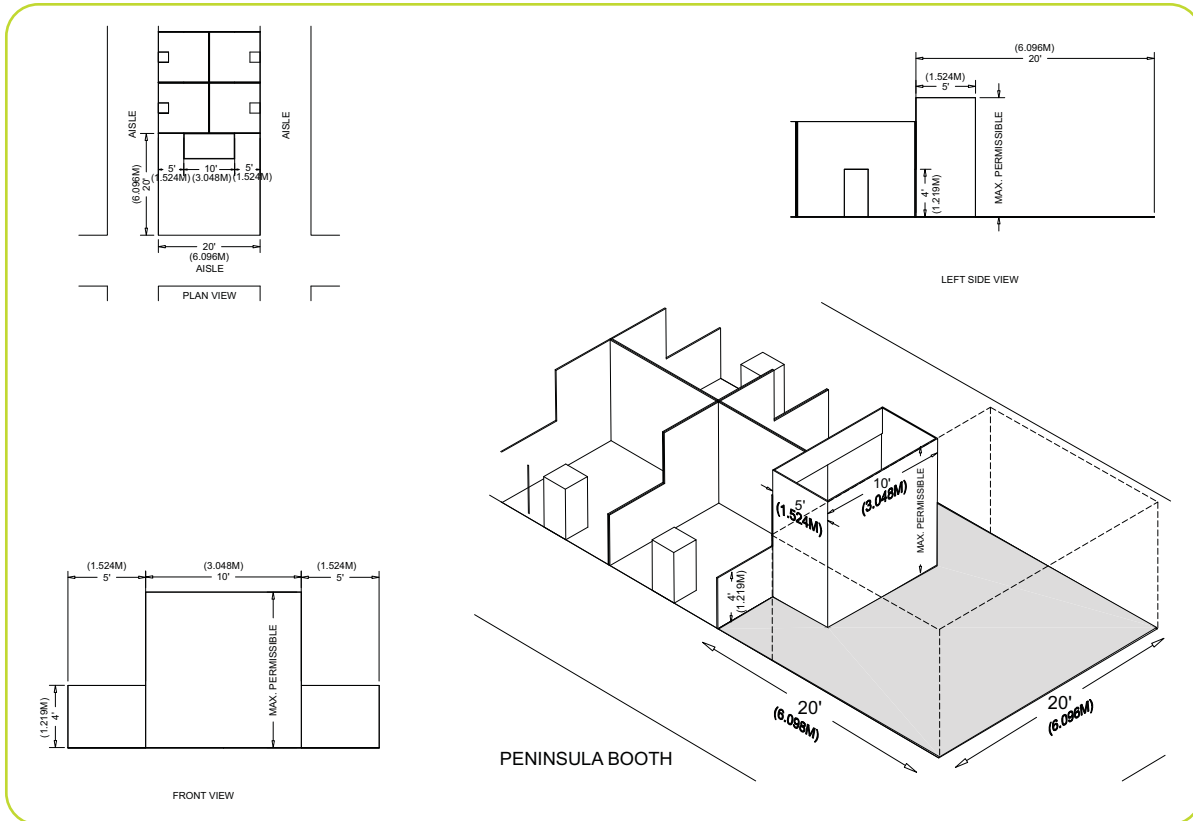 AISLE
AISLE
5'
10'
5'
(1.524M)
(3.048M)
(1.524M)
20'
(6.096M)
20'
(6.096M)
AISLE
PLAN VIEW
(6.096M)
20'
(1.524M)
5'
MAX. PERMISSIBLE
4'
(1.219M)
LEFT SIDE VIEW
(1.524M)
5'
(3.048M)
10'
(1.524M)
5'
MAX. PERMISSIBLE
4'
(1.219M)
FRONT VIEW
5'
(1.524M)
10'
(3.048M)
MAX. PERMISSIBLE
4'
(1.219M)
20'
(6.098M)
20'
(6.096M)
PENINSULA BOOTH